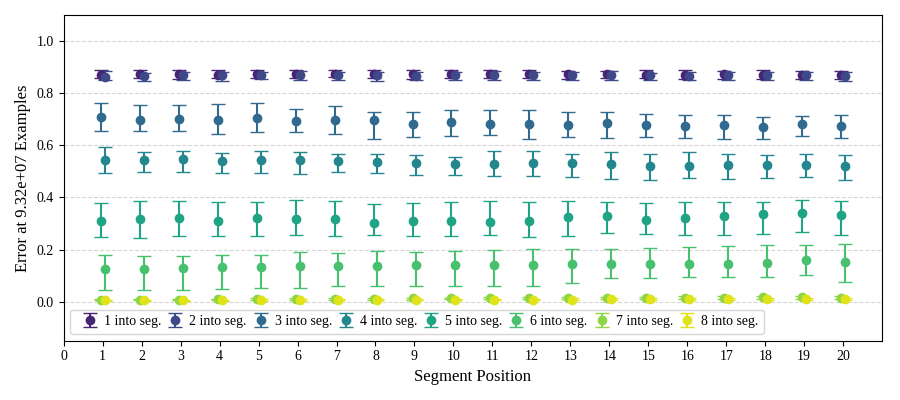 Error at 9.32e+07 Examples
1.0
0.8
0.6
0.4
0.2
0.0
1 into seg. 2 into seg. 3 into seg. 4 into seg. 5 into seg. 6 into seg. 7 into seg. 8 into seg.
0 1 2 3 4 5 6 7 8 9 10 11 12 13 14 15 16 17 18 19 20
Segment Position